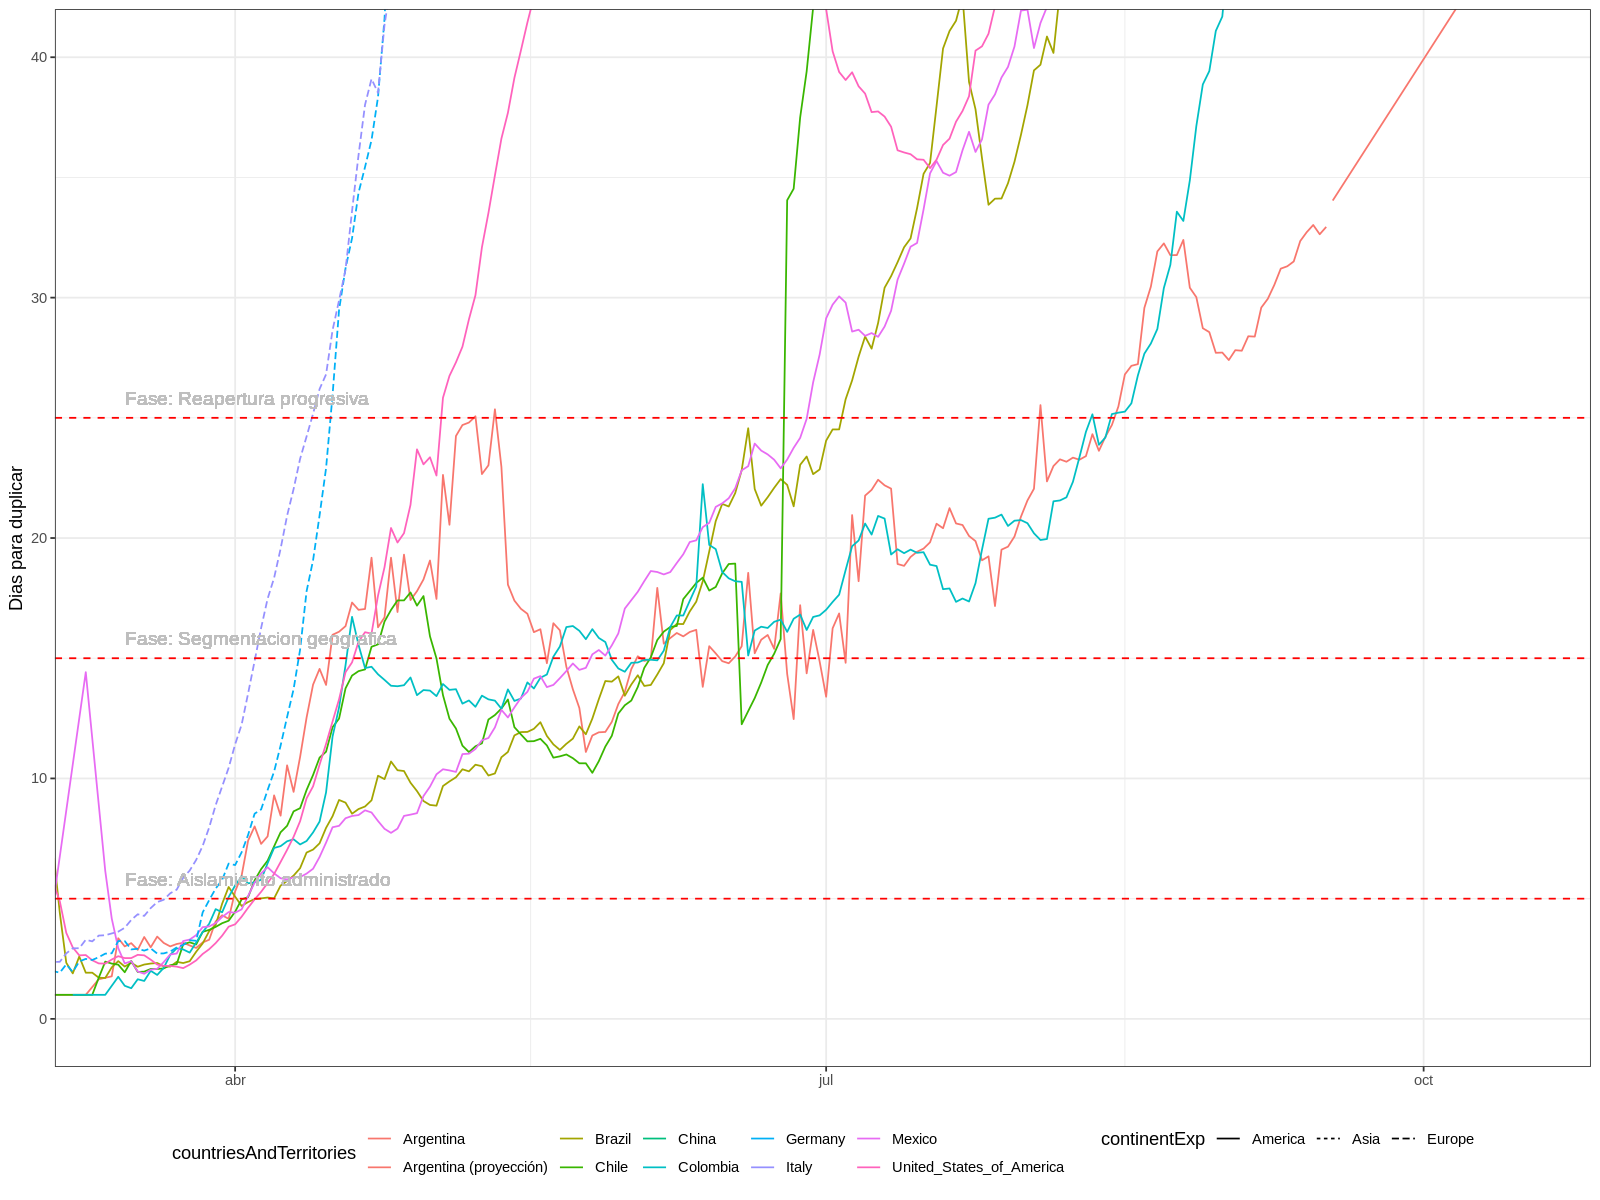 40
30
20
10
0
Dias para duplicar
Fase: Reapertura progresiva
Fase: Segmentacion geografica
Fase: Aislamiento administrado
abr
jul
oct
countriesAndTerritories
Argentina
Brazil
China
Germany
Mexico
Argentina (proyección)
Chile
Colombia
Italy
United_States_of_America
continentExp
America
Asia
Europe